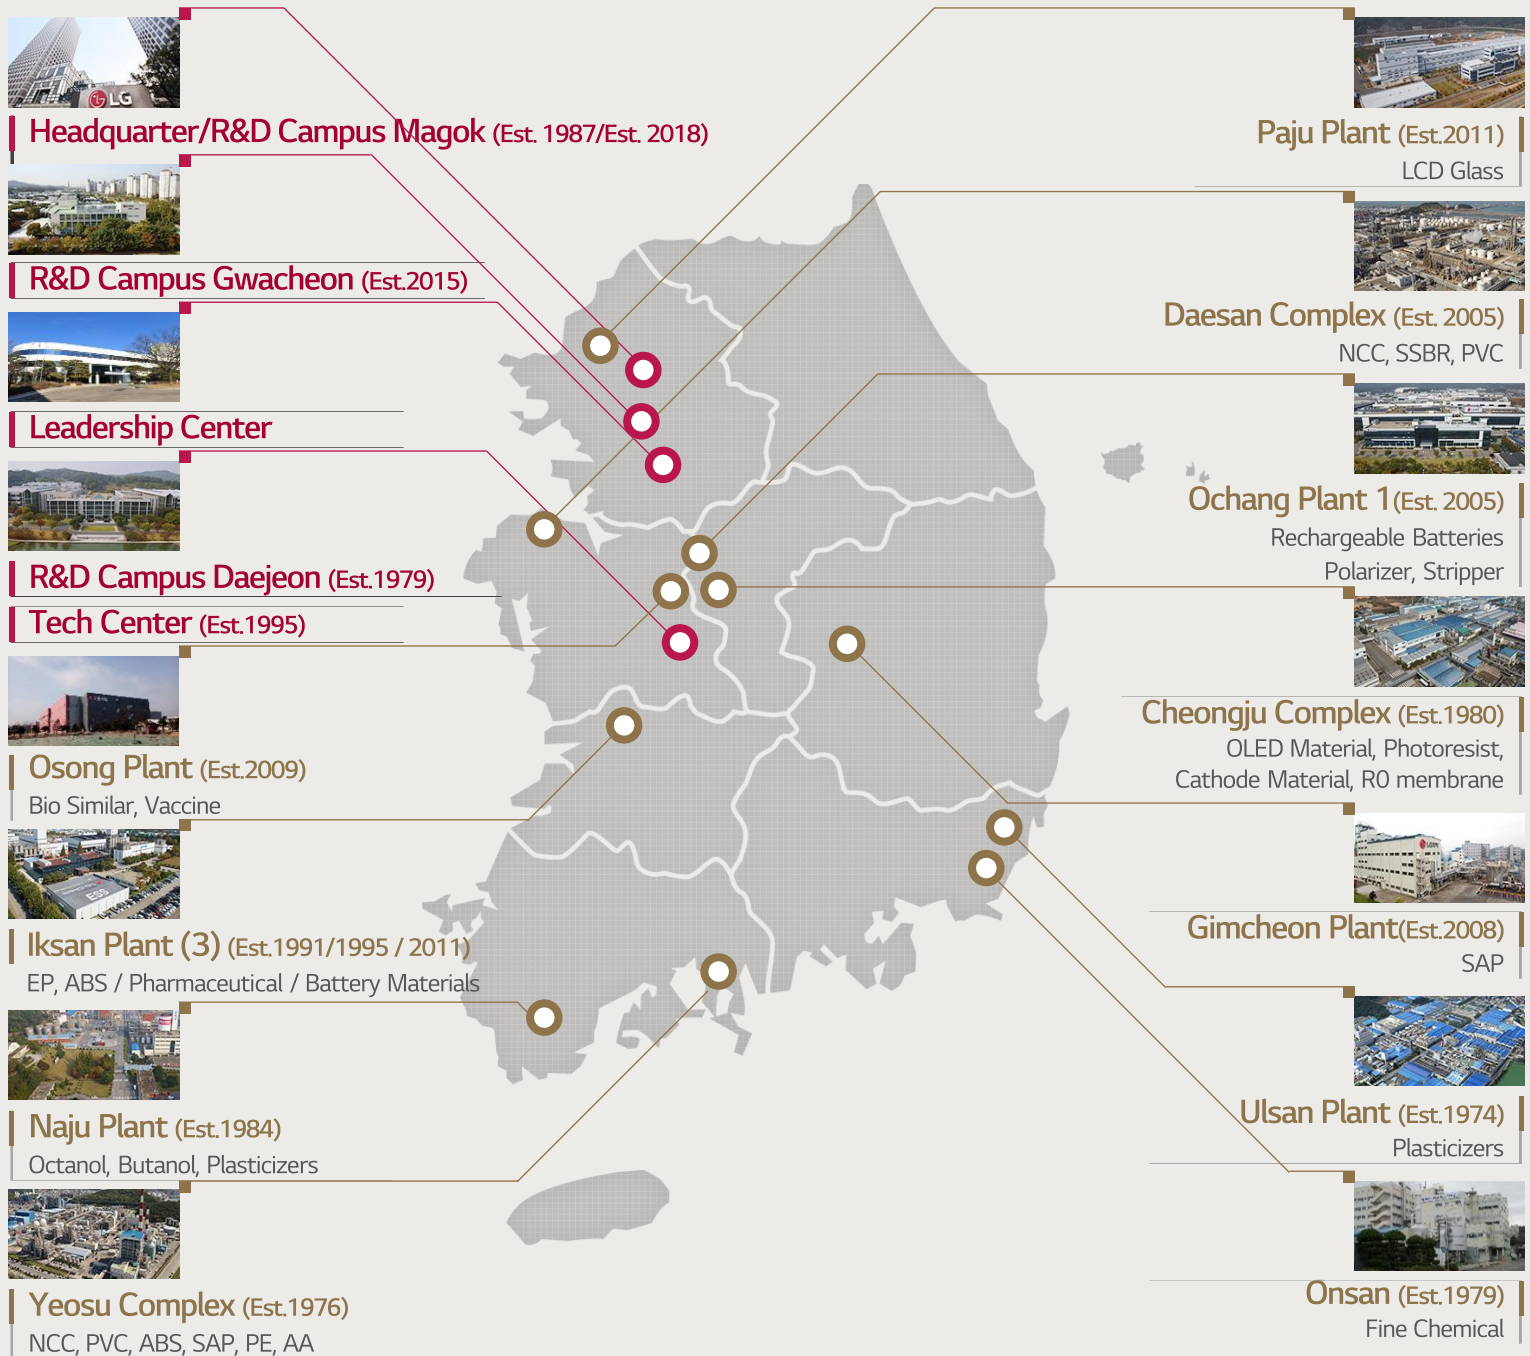 LG
Headquarter/R&D Campus Magok (Est. 1987/Est. 2018)
R&D Campus Gwacheon (Est.2015)
Leadership Center
R&D Campus Daejeon (Est.1979)
Tech Center (Est.1995)
Osong Plant (Est.2009)
Bio Similar, Vaccine
ESS
Iksan Plant (3) (Est.1991/1995 / 2011)
EP, ABS / Pharmaceutical / Battery Materials
Naju Plant (Est.1984)
Octanol, Butanol, Plasticizers
Yeosu Complex (Est.1976)
NCC, PVC, ABS, SAP, PE, AA
Paju Plant (Est.2011)
LCD Glass
Daesan Complex (Est. 2005)
NCC, SSBR, PVC
Ochang Plant 1(Est. 2005)
Rechargeable Batteries
Polarizer, Stripper
Cheongju Complex (Est.1980)
OLED Material, Photoresist,
Cathode Material, R0 membrane
Gimcheon Plant(Est.2008)
SAP
Ulsan Plant (Est.1974)
Plasticizers
Onsan (Est.1979)
Fine Chemical